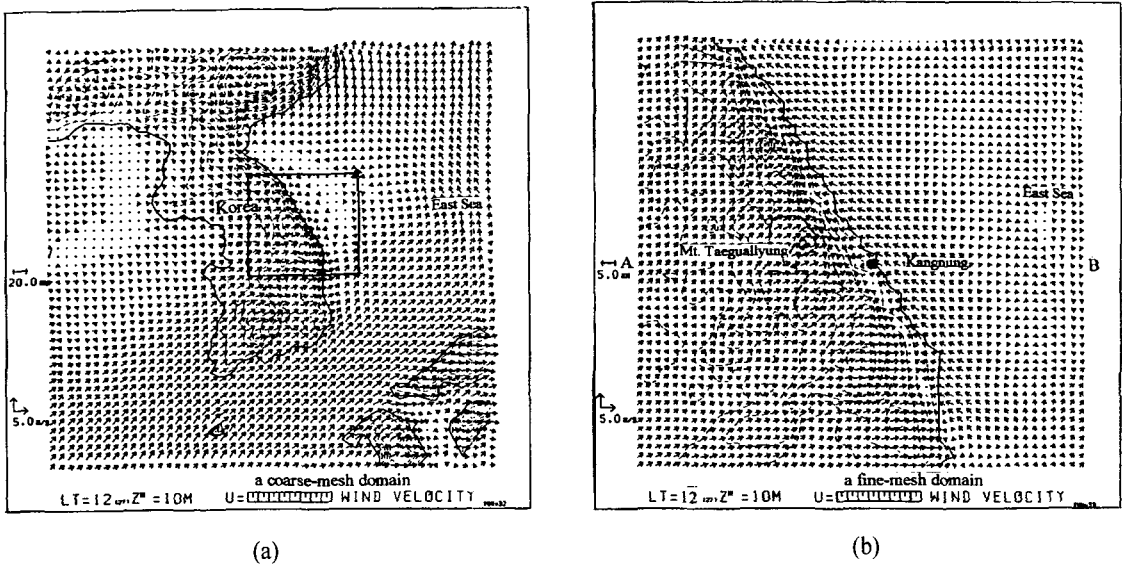 Korea
East Sea
20.0
5.0 m/s
a coarse-mesh domain
LT=12 Z* =10M U= WIND VELOCITY
(a)
East Sea
Mt. Taeguallyung
Kangnung
A
B
5.0
5.0 m/s
a fine-mesh domain
LT=12 Z* =10M U= WIND VELOCITY
(b)